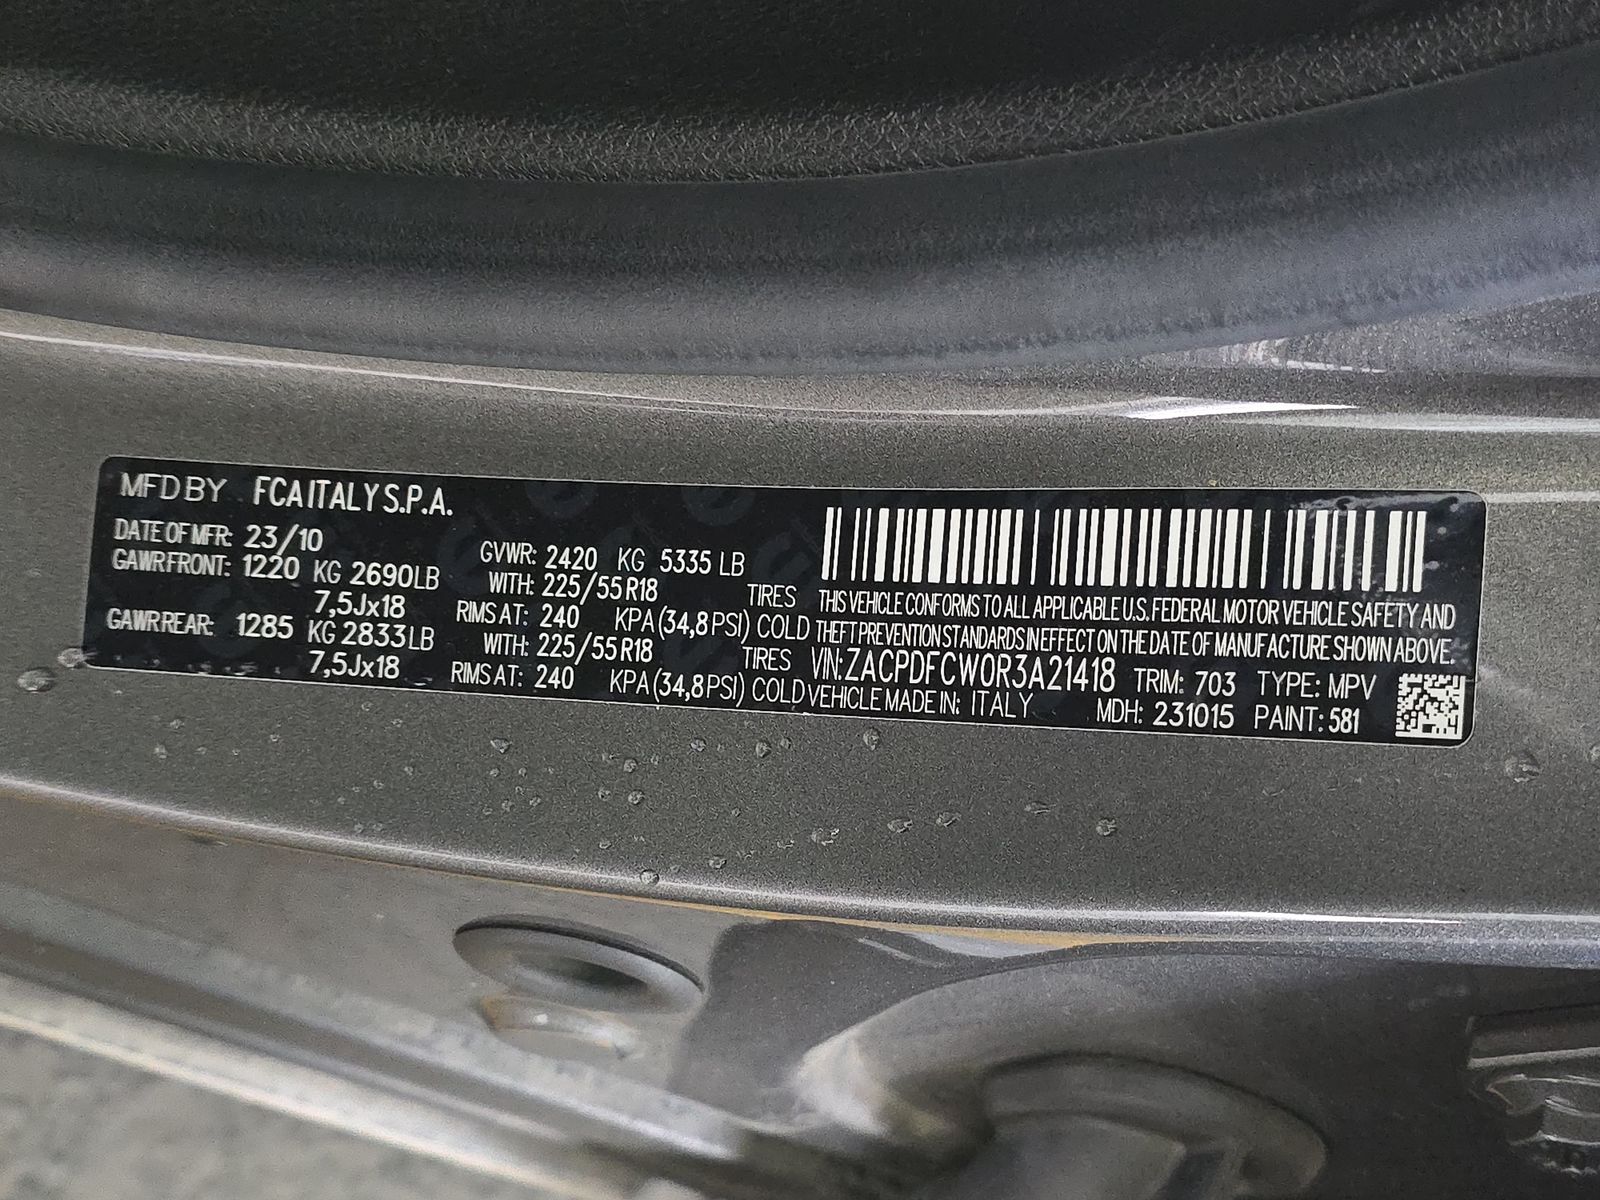 MFD BY FCA ITALY S.P.A.
DATE OF MFR: 23/10
GAWR FRONT: 1220 KG 2690 LB
7,5Jx18
GAWR REAR: 1285 KG 2833 LB
7,5Jx18
GVWR: 2420 KG 5335 LB
WITH: 225/55 R18 TIRES
RIMS AT: 240 KPA (34,8 PSI) COLD
WITH: 225/55 R18 TIRES
RIMS AT: 240 KPA (34,8 PSI) COLD
THIS VEHICLE CONFORMS TO ALL APPLICABLE U.S. FEDERAL MOTOR VEHICLE SAFETY AND
THEFT PREVENTION STANDARDS IN EFFECT ON THE DATE OF MANUFACTURE SHOWN ABOVE.
VIN: ZACPDFCW0R3A21418 TRIM: 703 TYPE: MPV
VEHICLE MADE IN: ITALY MDH: 231015 PAINT: 581